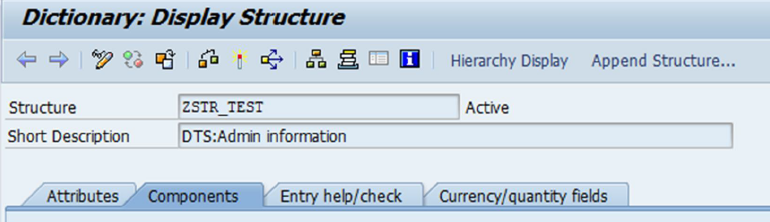 Dictionary: Display Structure
Hierarchy Display Append Structure...
Structure ZSTR_TEST Active
Short Description DTS:Admin information
Attributes Components Entry help/check Currency/quantity fields